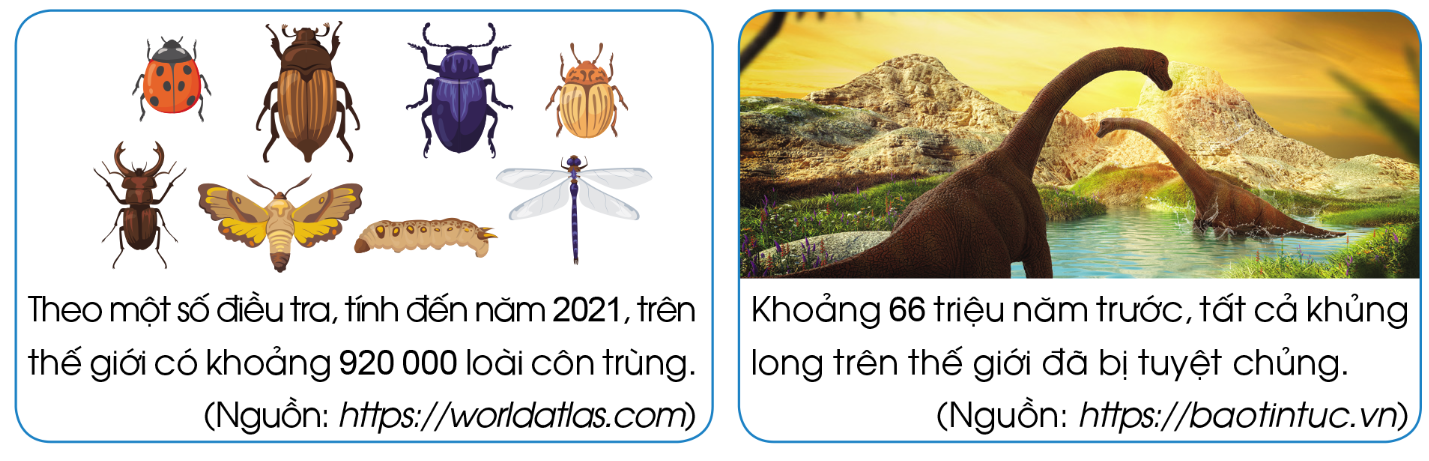 Theo một số điều tra, tính đến năm 2021, trên
thế giới có khoảng 920 000 loài côn trùng.
(Nguồn: https://worldatlas.com)
Khoảng 66 triệu năm trước, tất cả khủng
long trên thế giới đã bị tuyệt chủng.
(Nguồn: https://baotintuc.vn)